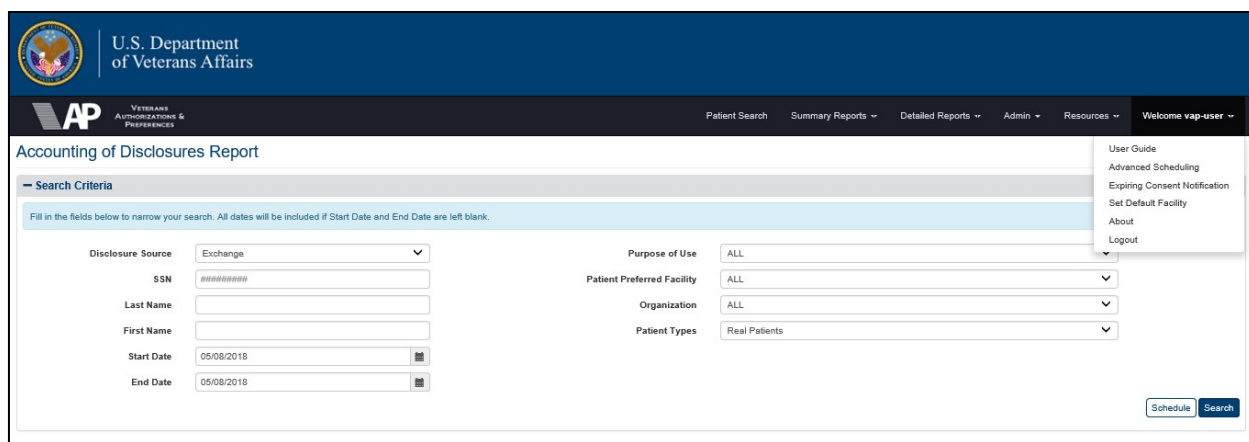 U.S. Department
of Veterans Affairs
AP
VETERANS
AUTHORIZATIONS &
PREFERENCES
Patient Search Summary Reports Detailed Reports Admin Resources Welcome vap-user
Accounting of Disclosures Report
User Guide
Advanced Scheduling
Expiring Consent Notification
Set Default Facility
About
Logout
Search Criteria
Fill in the fields below to narrow your search. All dates will be included if Start Date and End Date are left blank.
Disclosure Source Exchange Purpose of Use ALL
SSN ######### Patient Preferred Facility ALL
Last Name Organization ALL
First Name Patient Types Real Patients
Start Date 05/08/2018
End Date 05/08/2018
Schedule Search